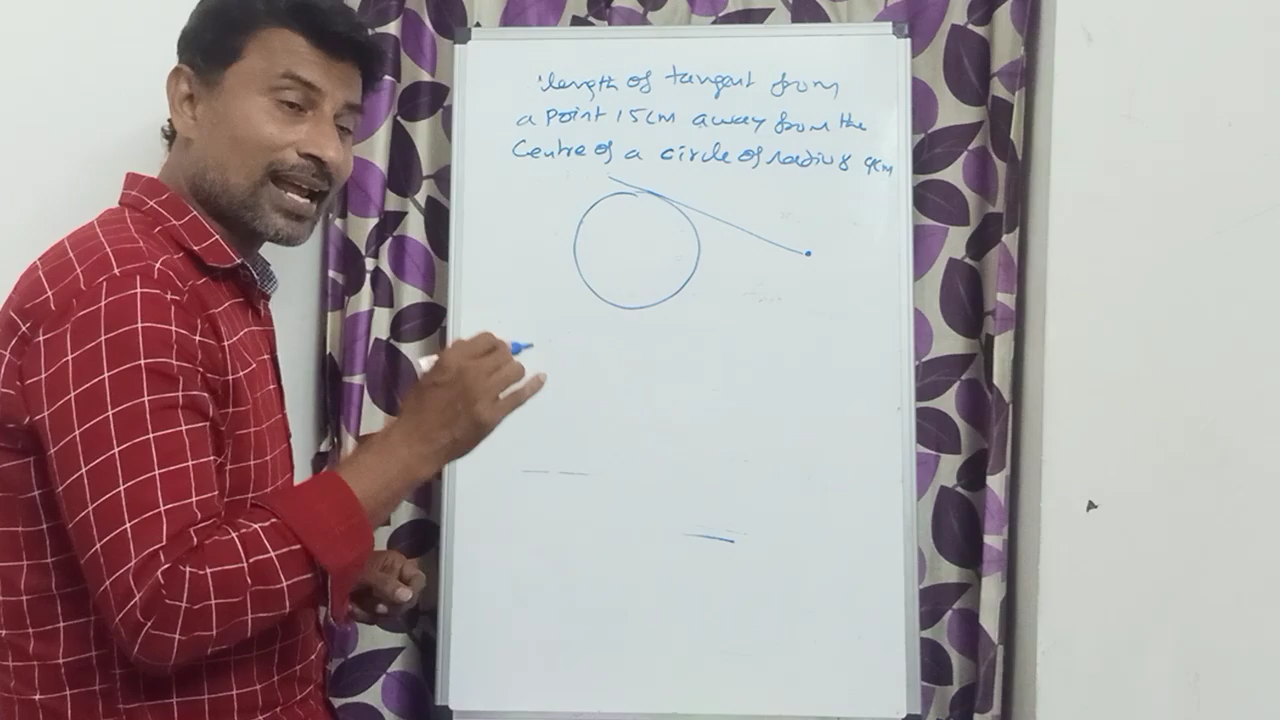 length of tangent from
a point 15cm away from the
Centre of a circle of radius 9cm